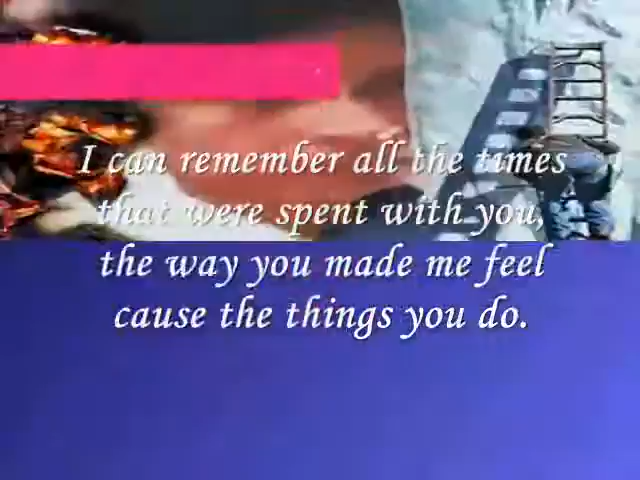 I can remember all the times
that were spent with you,
the way you made me feel
cause the things you do.